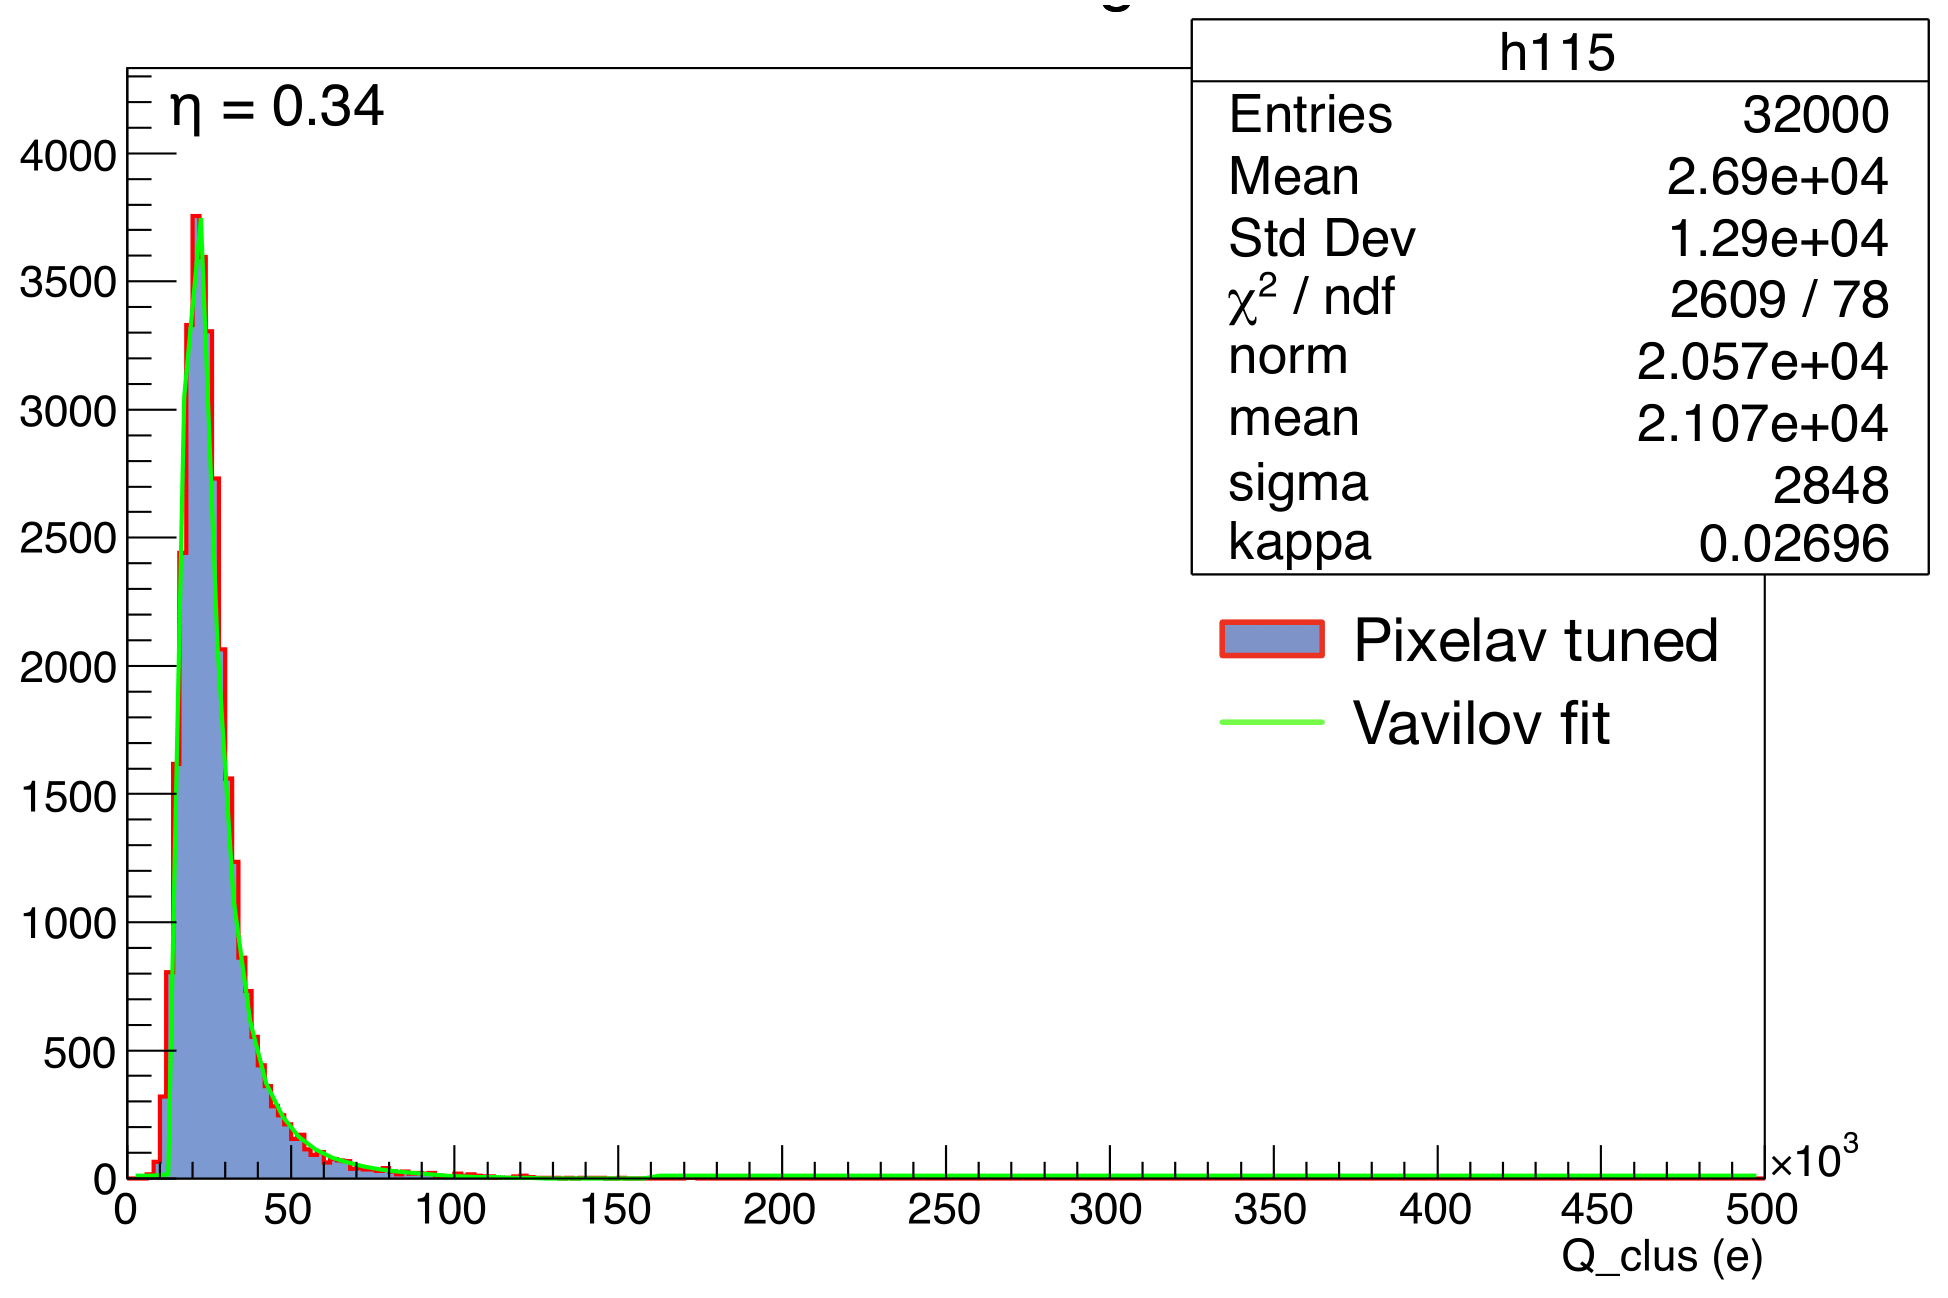 h115
η = 0.34
Entries 32000
Mean 2.69e+04
Std Dev 1.29e+04
χ² / ndf 2609 / 78
norm 2.057e+04
mean 2.107e+04
sigma 2848
kappa 0.02696
Pixelav tuned
Vavilov fit
4000
3500
3000
2500
2000
1500
1000
500
0
0 50 100 150 200 250 300 350 400 450 500
×10³
Q_clus (e)